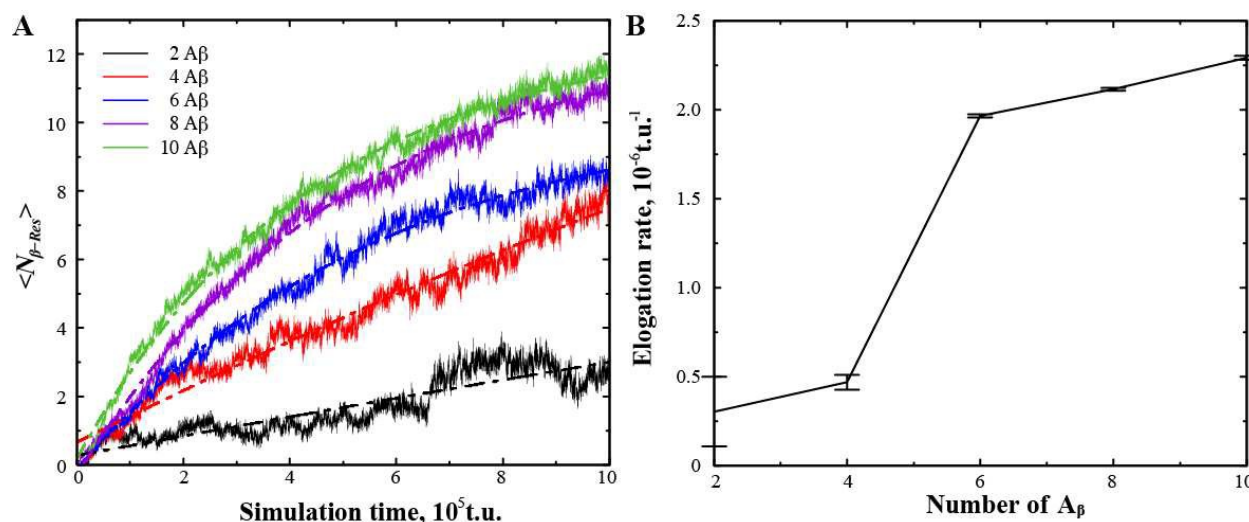 A
12
10
8
6
4
2
0
<N β-Res>
2 Aβ
4 Aβ
6 Aβ
8 Aβ
10 Aβ
0 2 4 6 8 10
Simulation time, 10⁵t.u.
B
2.5
2.0
1.5
1.0
0.5
0
Elogation rate, 10⁻⁶t.u.⁻¹
2 4 6 8 10
Number of Aβ